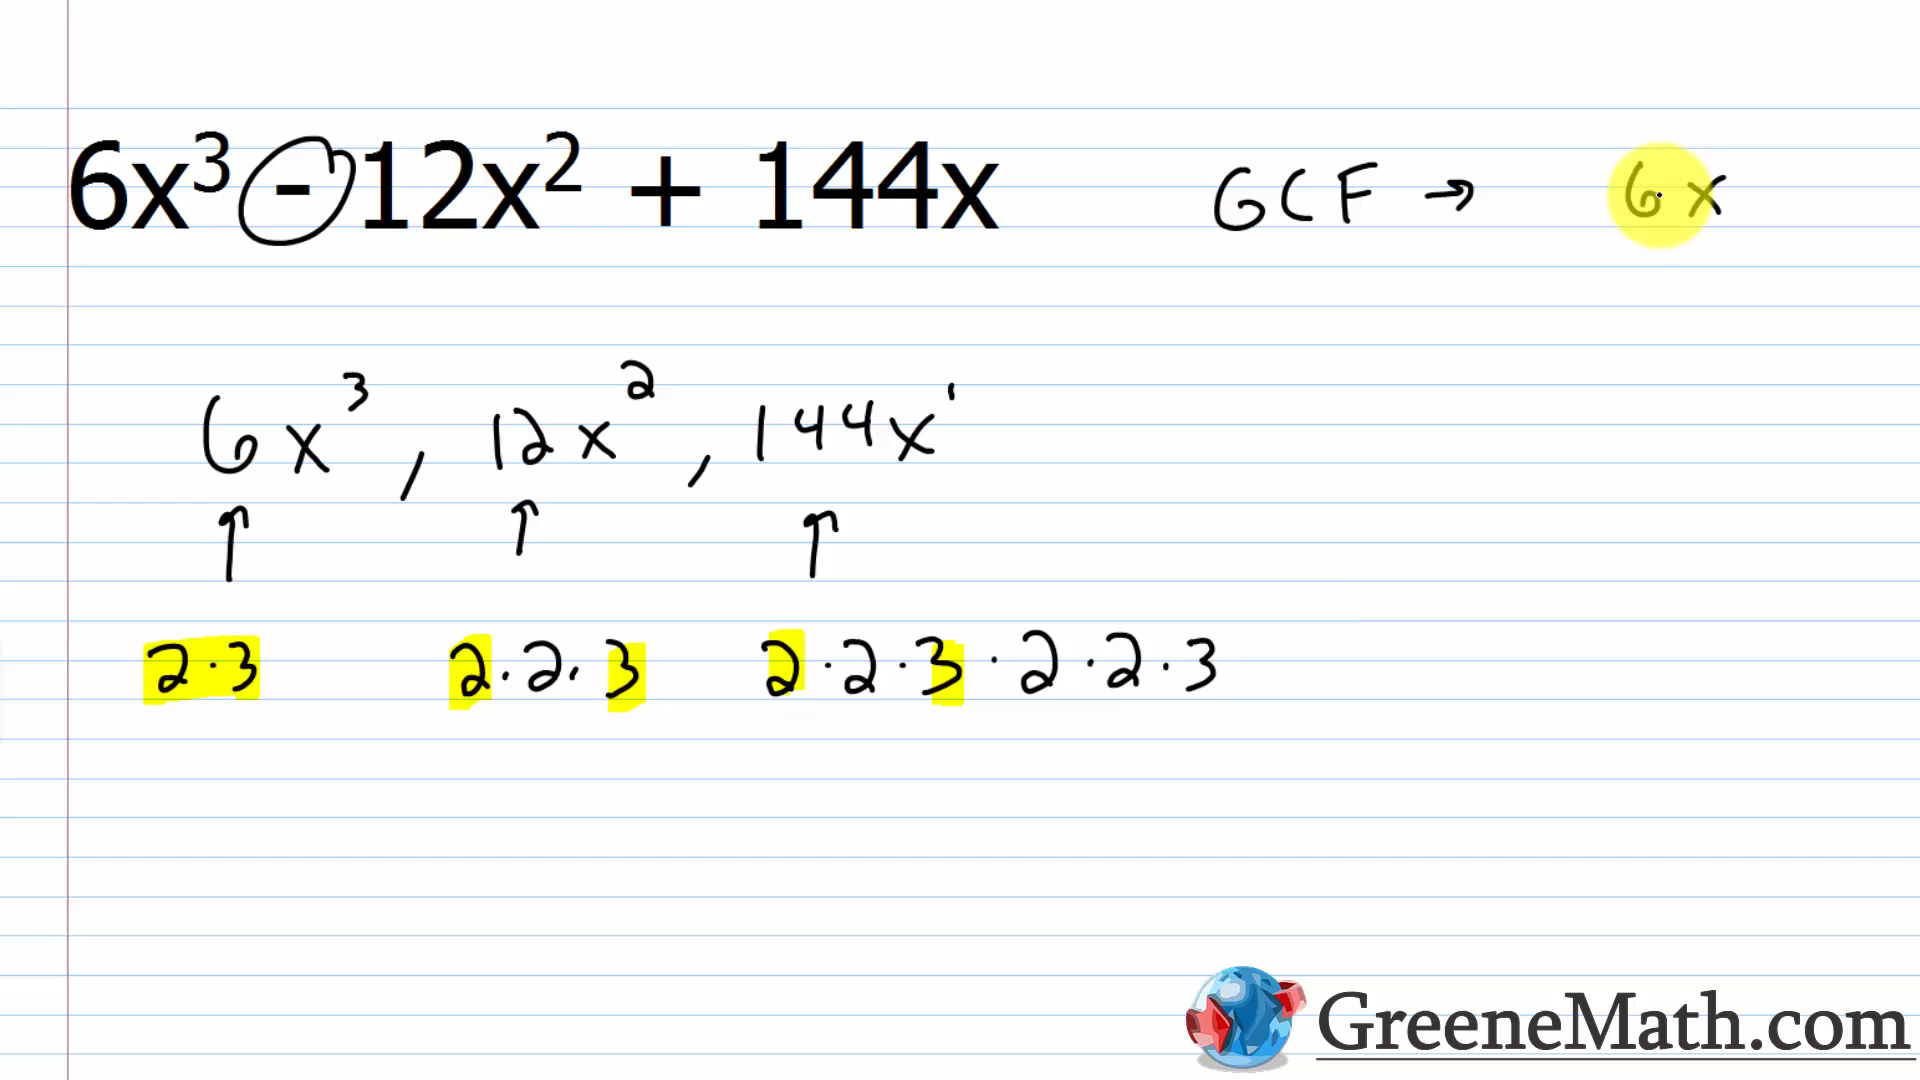 6x³ - 12x² + 144x GCF → 6x
6x³, 12x², 144x¹
2·3 2·2·3 2·2·3·2·2·3
GreeneMath.com